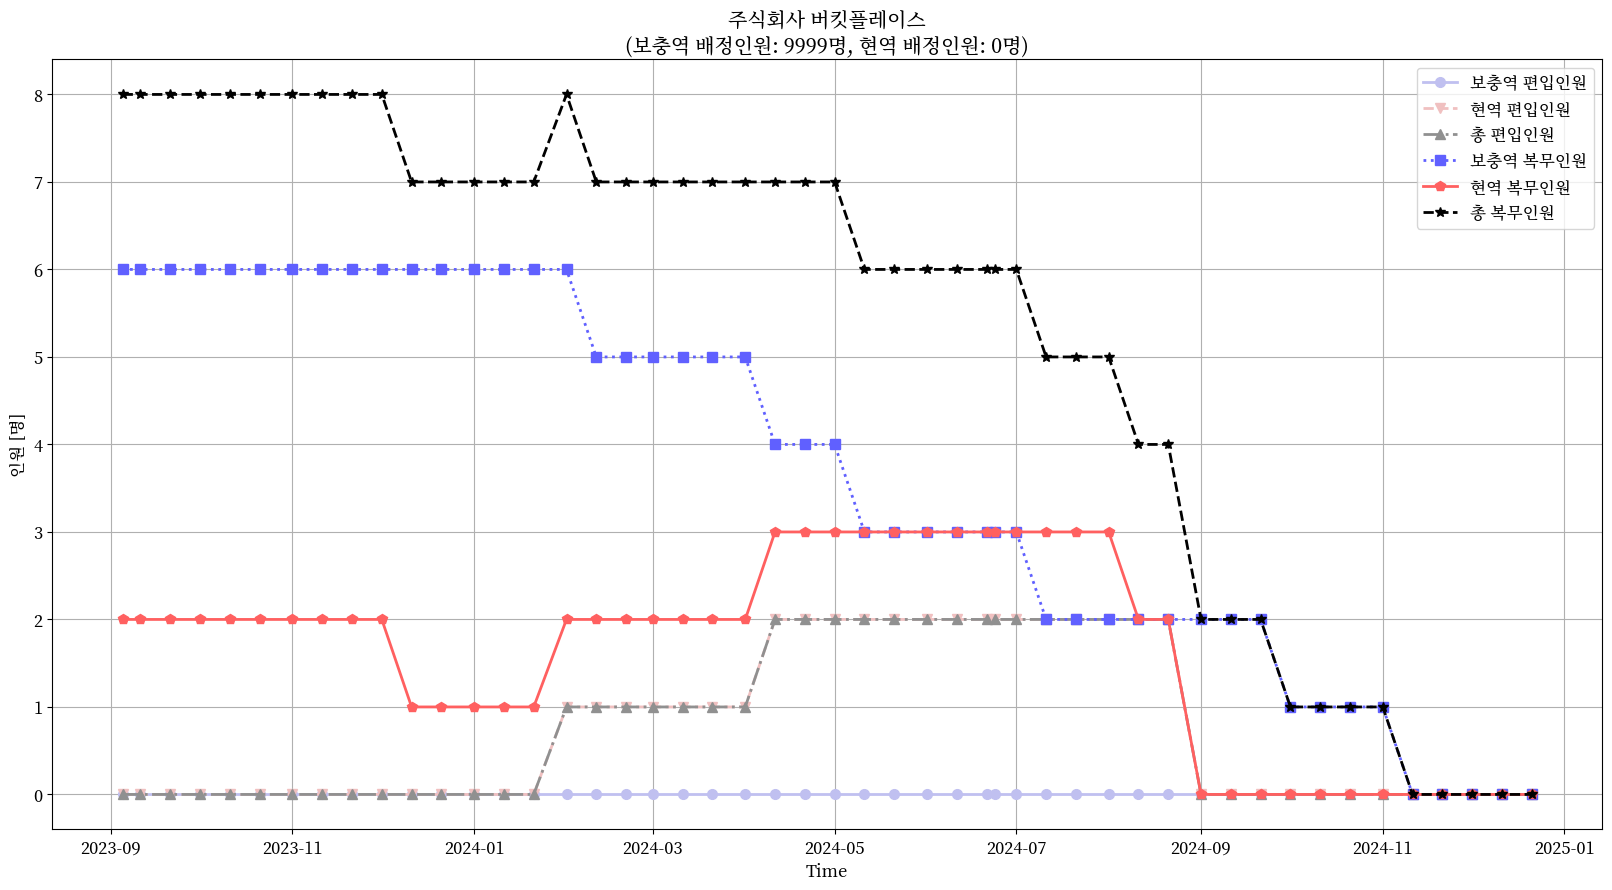 주식회사 버킷플레이스
(보충역 배정인원: 9999명, 현역 배정인원: 0명)
보충역 편입인원
현역 편입인원
총 편입인원
보충역 복무인원
현역 복무인원
총 복무인원
인원 [명]
8
7
6
5
4
3
2
1
0
2023-09 2023-11 2024-01 2024-03 2024-05 2024-07 2024-09 2024-11 2025-01
Time